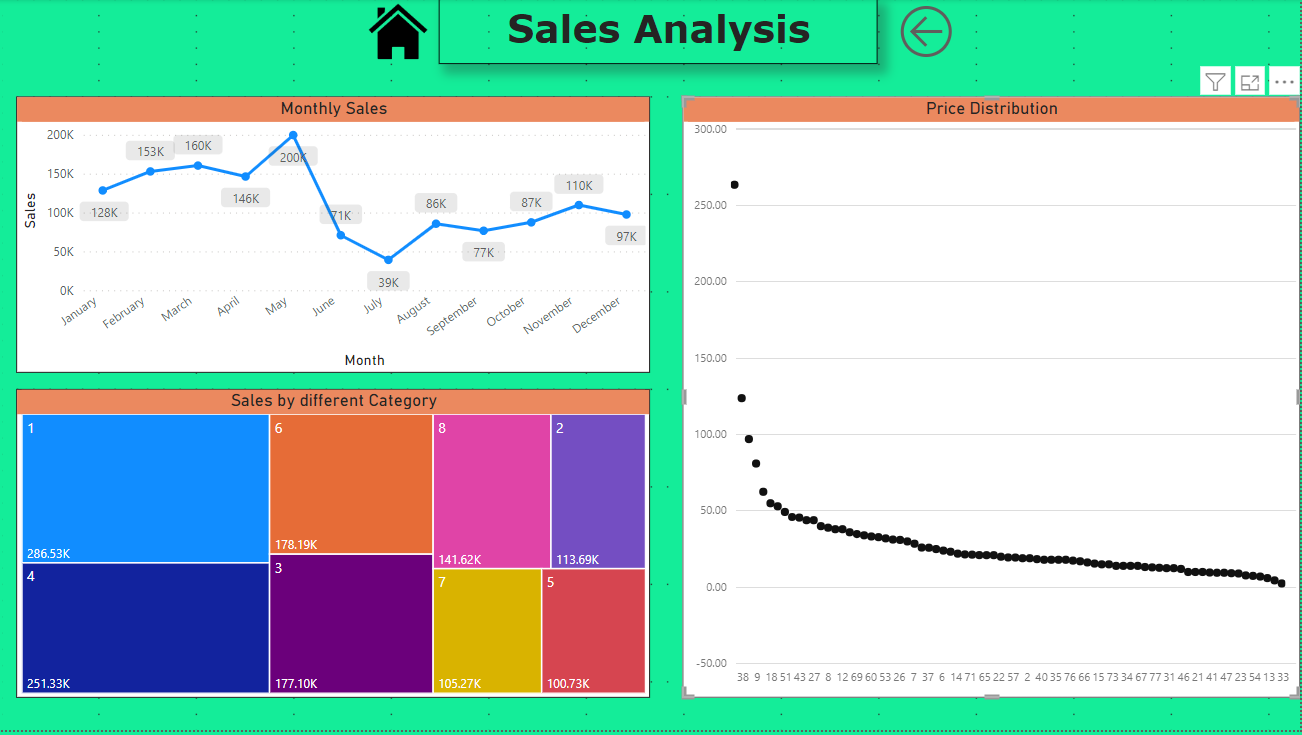 Sales Analysis
Monthly Sales
200K
150K
100K
50K
0K
Sales
128K
153K
160K
146K
200K
71K
39K
86K
77K
87K
110K
97K
January
February
March
April
May
June
July
August
September
October
November
December
Month
Sales by different Category
1
286.53K
4
251.33K
6
178.19K
3
177.10K
8
141.62K
2
113.69K
7
105.27K
5
100.73K
Price Distribution
300.00
250.00
200.00
150.00
100.00
50.00
0.00
-50.00
38 9 18 51 43 27 8 12 69 60 53 26 7 37 6 14 71 65 22 57 2 40 35 76 66 15 73 34 67 77 31 46 21 41 47 23 54 13 33